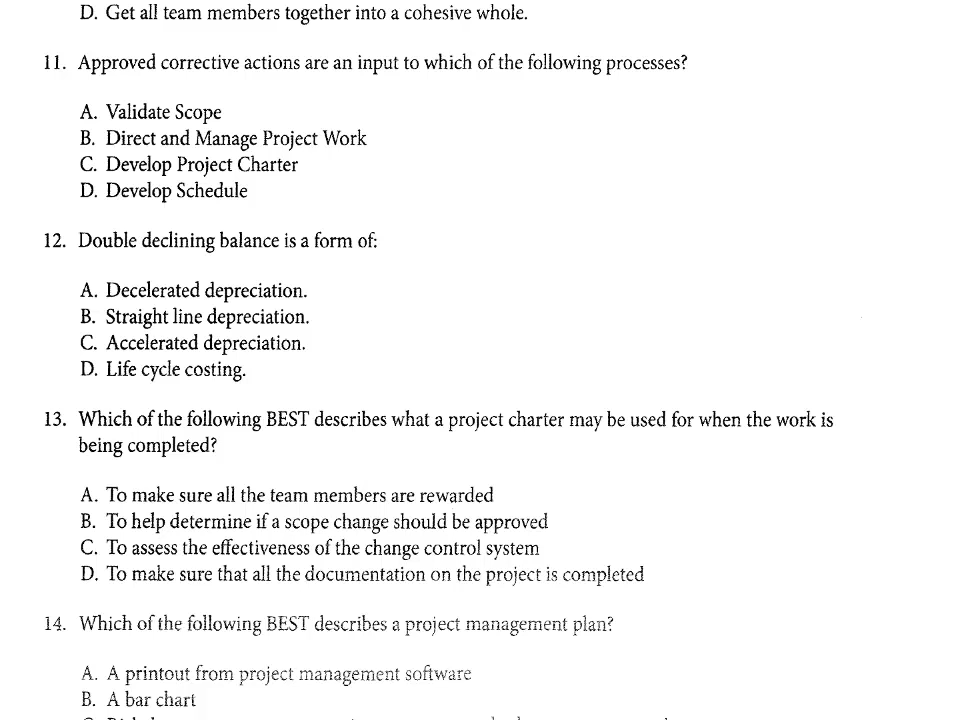 D. Get all team members together into a cohesive whole.
11. Approved corrective actions are an input to which of the following processes?
A. Validate Scope
B. Direct and Manage Project Work
C. Develop Project Charter
D. Develop Schedule
12. Double declining balance is a form of:
A. Decelerated depreciation.
B. Straight line depreciation.
C. Accelerated depreciation.
D. Life cycle costing.
13. Which of the following BEST describes what a project charter may be used for when the work is
being completed?
A. To make sure all the team members are rewarded
B. To help determine if a scope change should be approved
C. To assess the effectiveness of the change control system
D. To make sure that all the documentation on the project is completed
14. Which of the following BEST describes a project management plan?
A. A printout from project management software
B. A bar chart